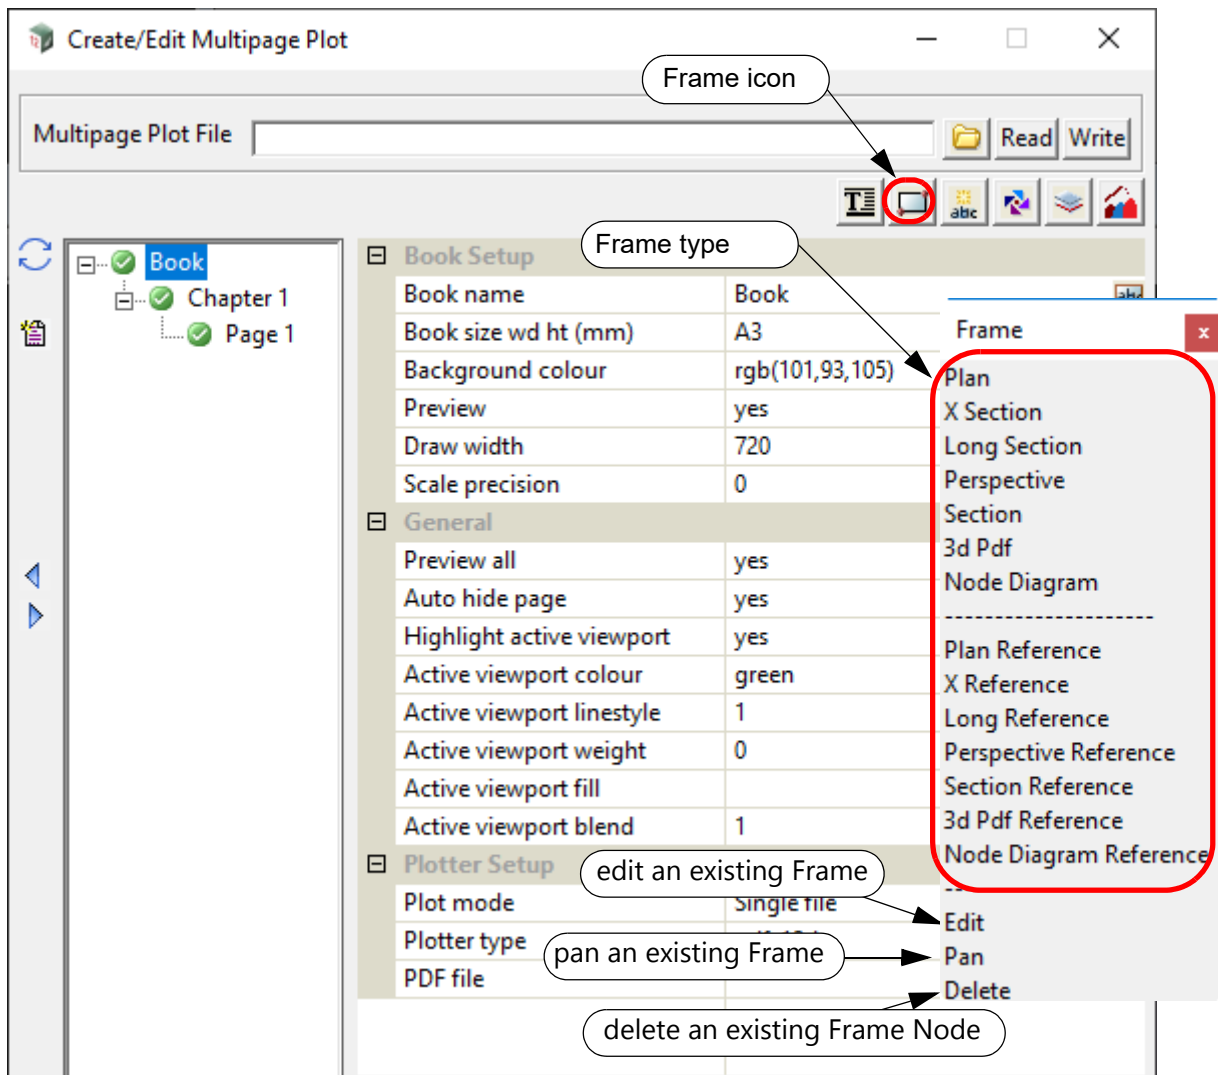 Create/Edit Multipage Plot
Frame icon
Multipage Plot File
Read
Write
T
abc
Frame type
Book
Chapter 1
Page 1
Book Setup
Book name Book
Book size wd ht (mm) A3
Background colour rgb(101,93,105)
Preview yes
Draw width 720
Scale precision 0
General
Preview all yes
Auto hide page yes
Highlight active viewport yes
Active viewport colour green
Active viewport linestyle 1
Active viewport weight 0
Active viewport fill
Active viewport blend 1
Plotter Setup
Plot mode Single file
Plotter type
PDF file
Frame x
Plan
X Section
Long Section
Perspective
Section
3d Pdf
Node Diagram
---------------------
Plan Reference
X Reference
Long Reference
Perspective Reference
Section Reference
3d Pdf Reference
Node Diagram Reference
Edit
Pan
Delete
edit an existing Frame
pan an existing Frame
delete an existing Frame Node